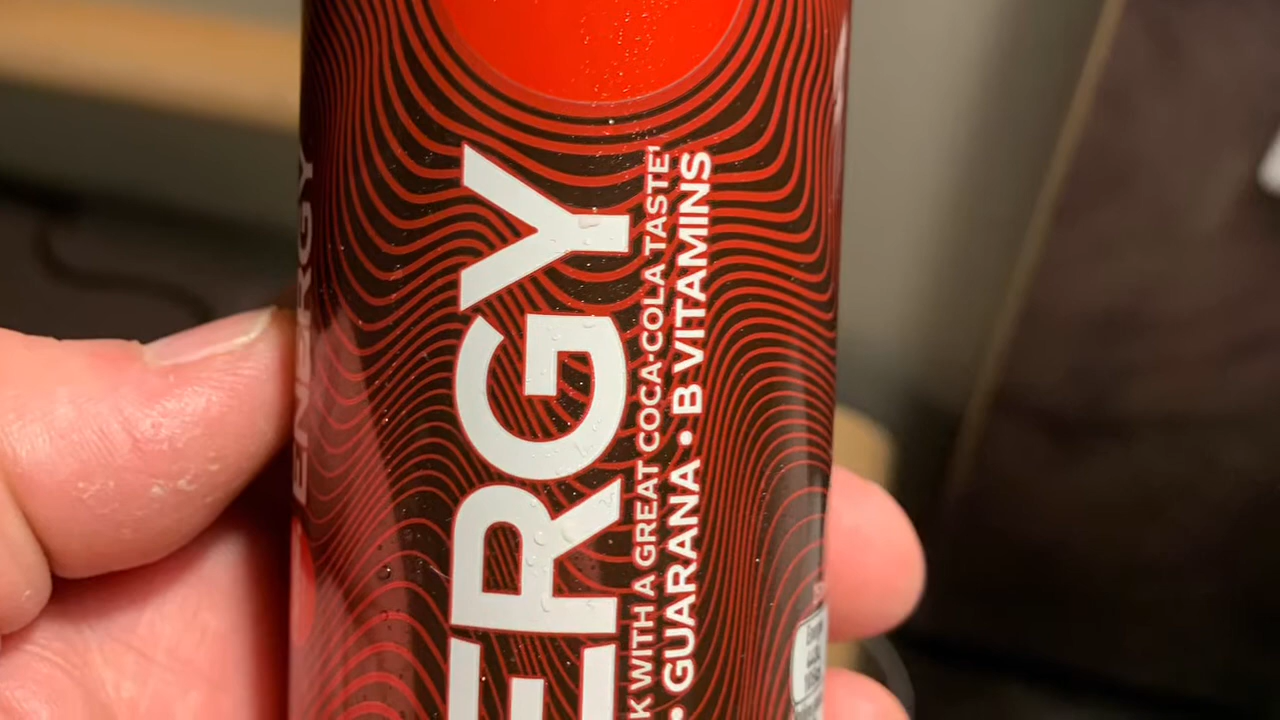 ERGY
K WITH A GREAT COCA-COLA TASTE
• GUARANA • B VITAMINS
ENERGY